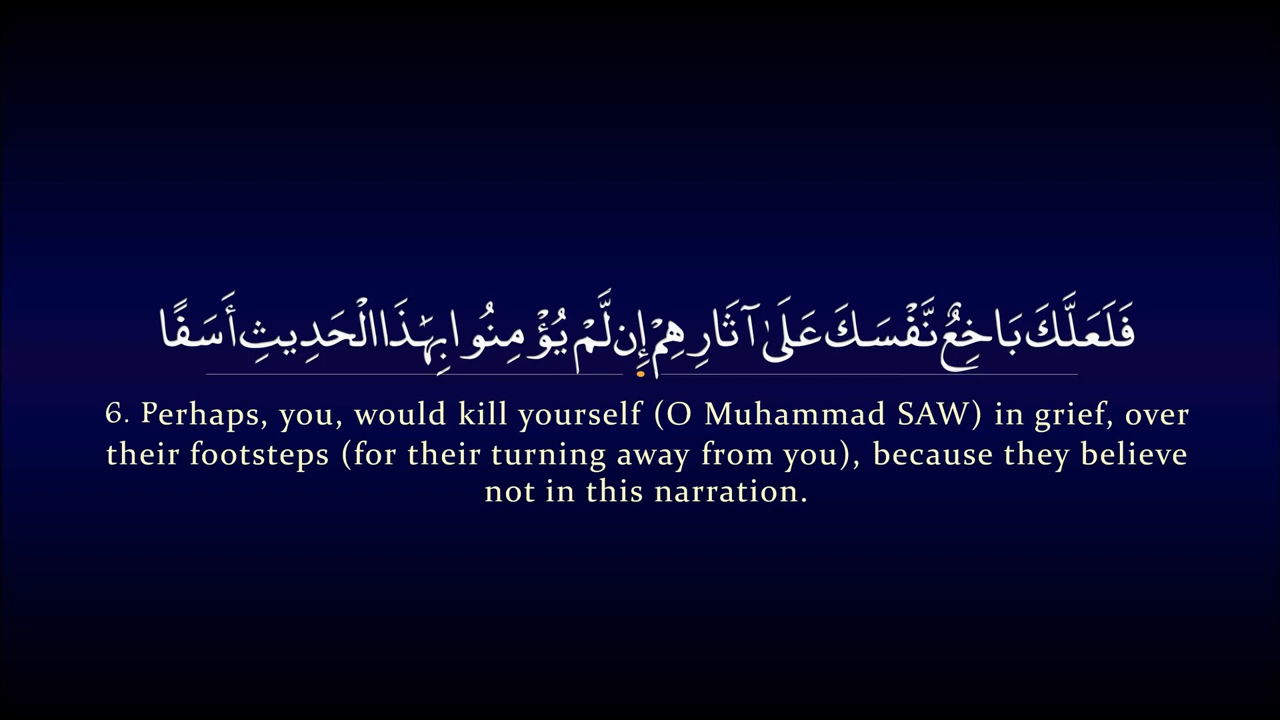 فَلَعَلَّكَ بَاخِعٌ نَّفْسَكَ عَلَىٰ آثَارِهِمْ إِن لَّمْ يُؤْمِنُوا بِهَٰذَا الْحَدِيثِ أَسَفًا
6. Perhaps, you, would kill yourself (O Muhammad SAW) in grief, over
their footsteps (for their turning away from you), because they believe
not in this narration.